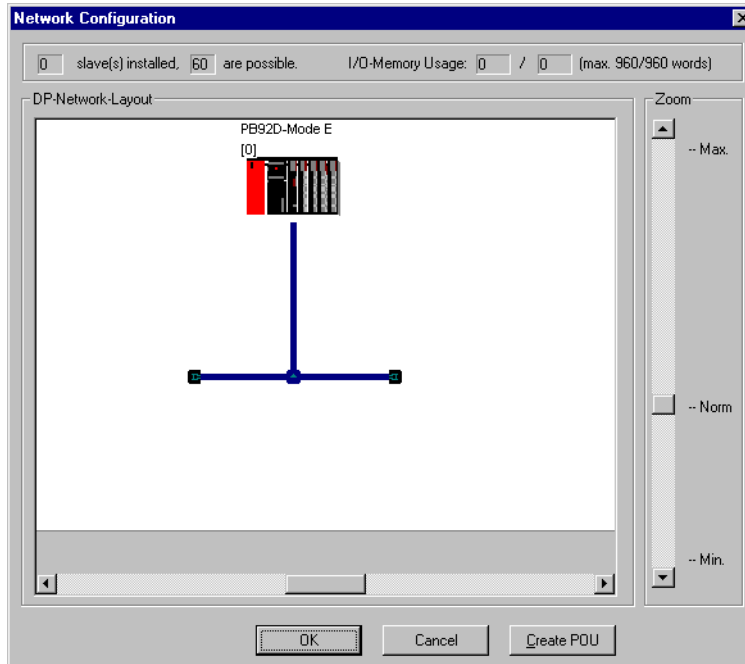 Network Configuration
0 slave(s) installed, 60 are possible. I/O-Memory Usage: 0 / 0 (max. 960/960 words)
DP-Network-Layout
Zoom
PB92D-Mode E
[0]
-- Max.
-- Norm
-- Min.
OK Cancel Create POU